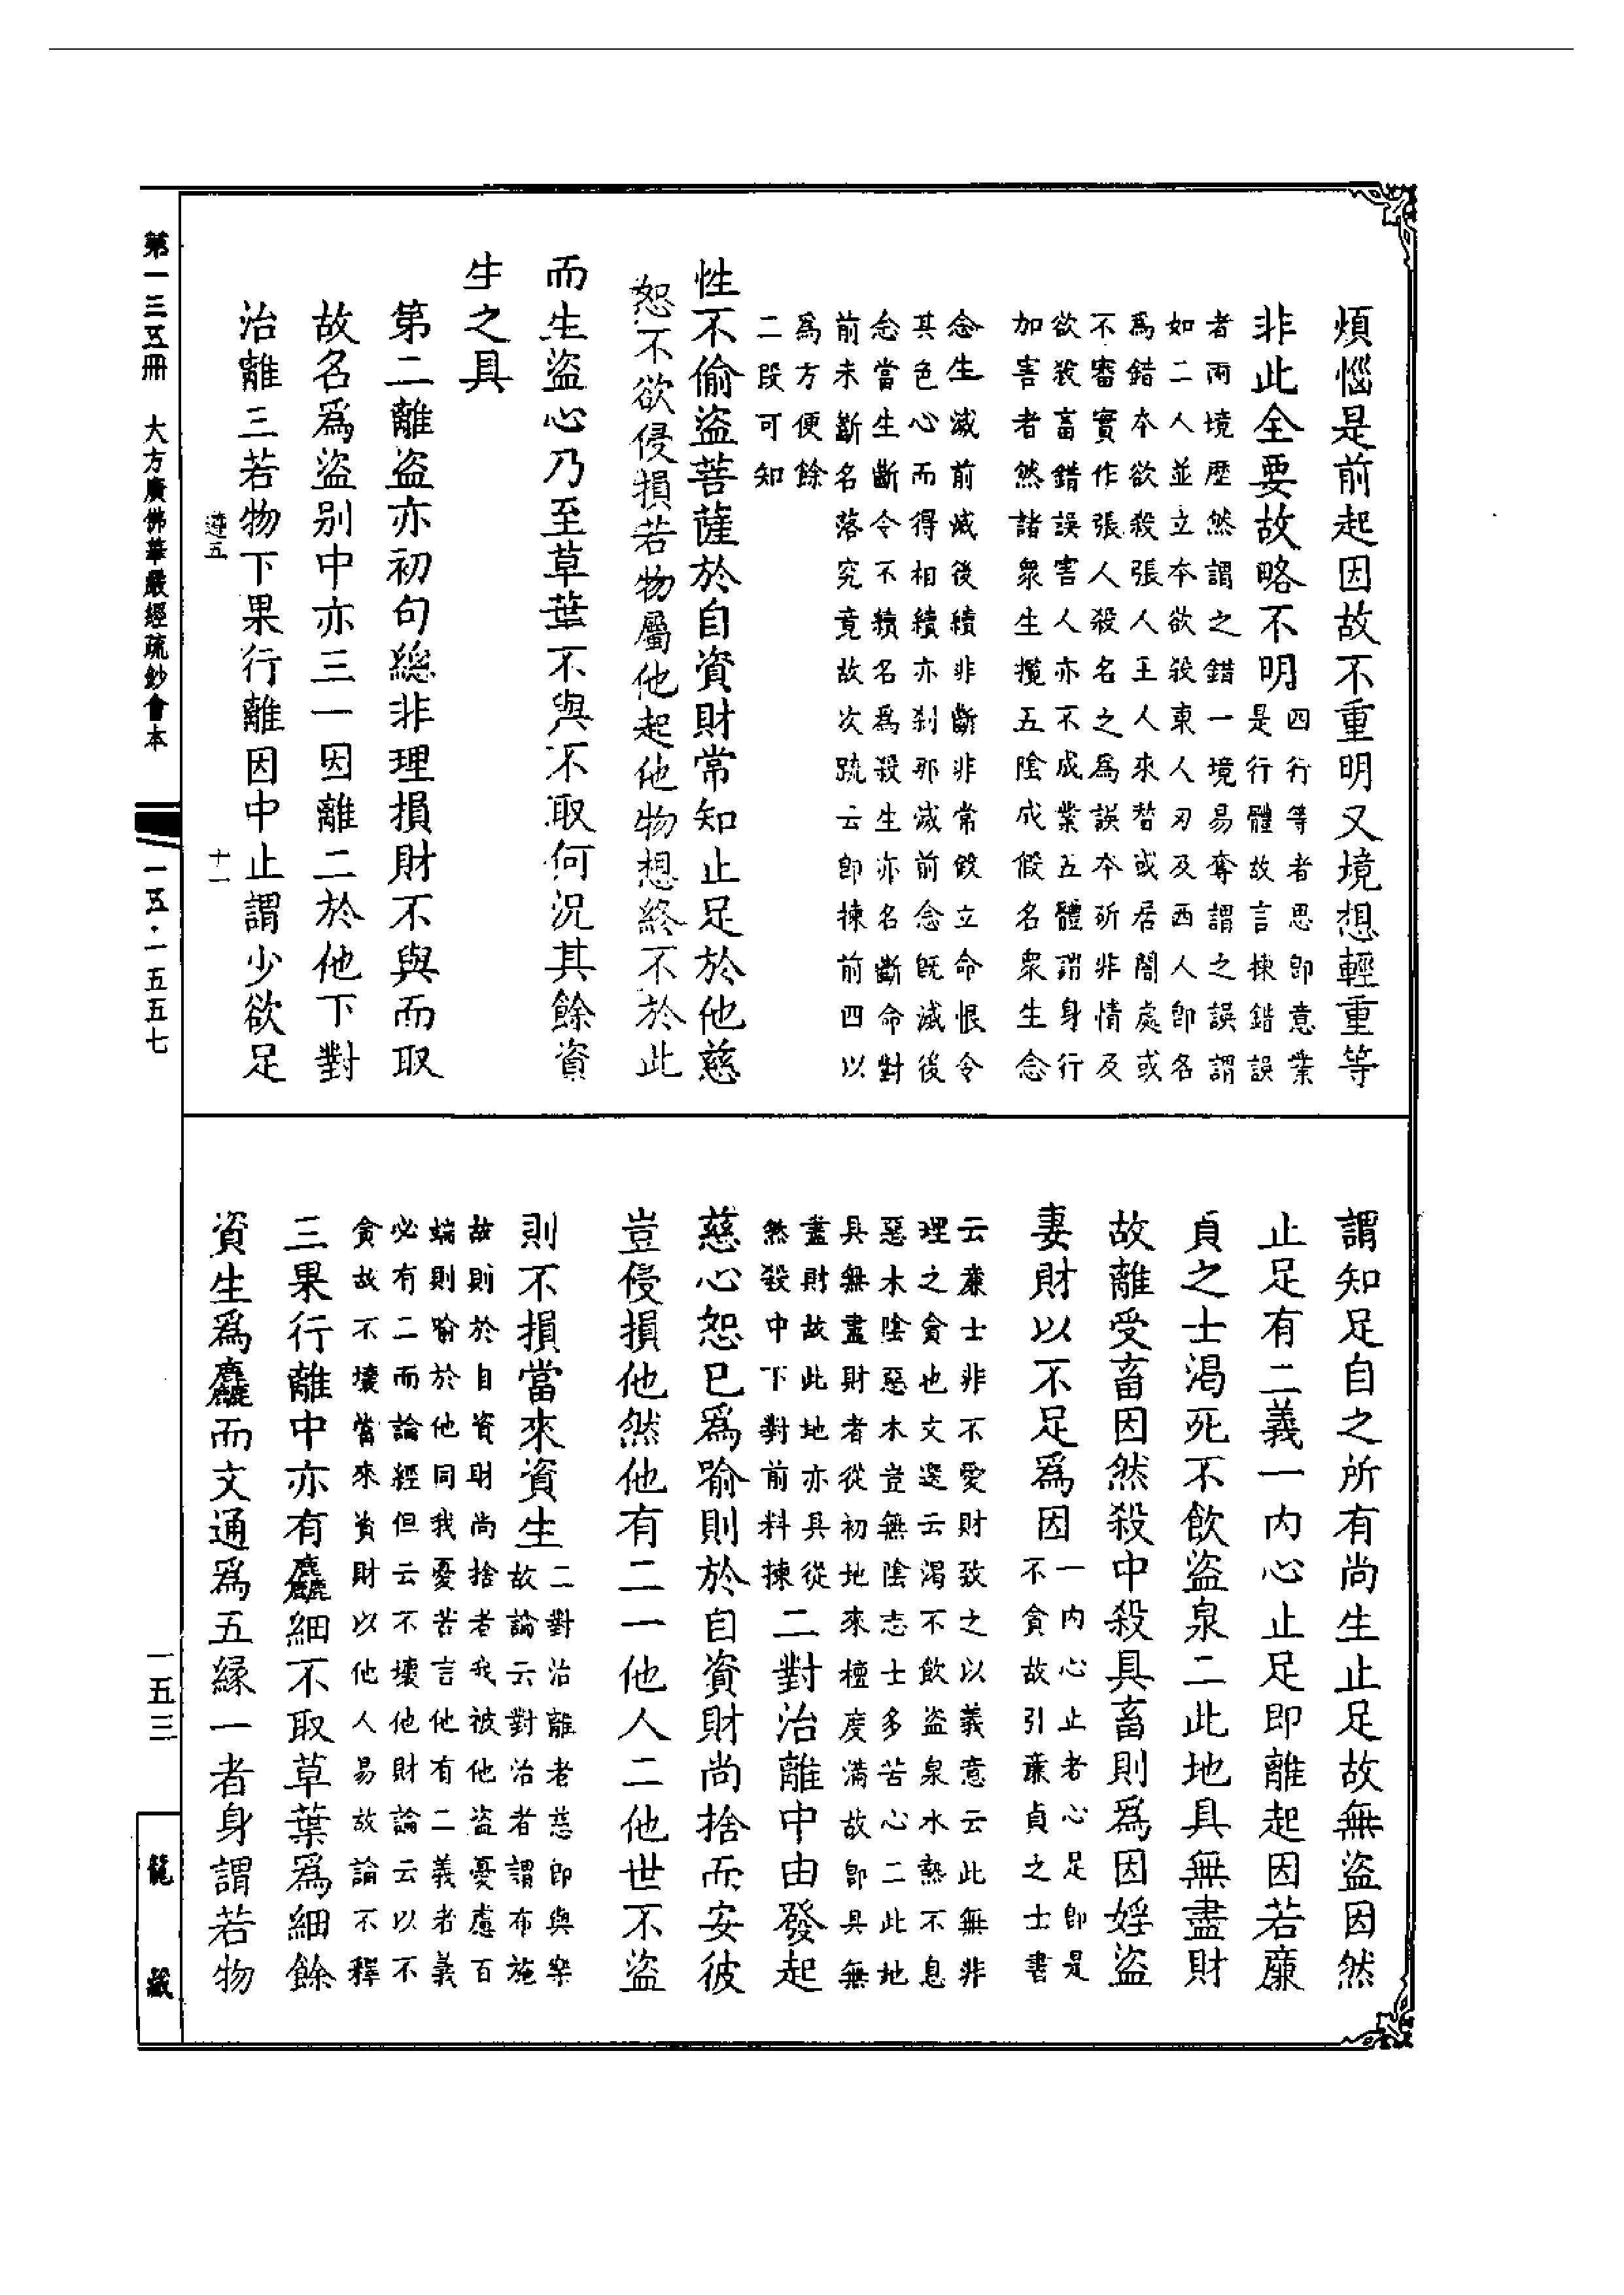 煩惱是前起因故不重明又境想輕重等
非此全要故略不明
四行等者思即意業
是行體故言揀錯誤
者兩境歷然謂之錯一境易奪謂之誤謂
如二人並立本欲殺東人刃及西人即名
為錯本欲殺張人王人來替或居闇處或
不審實作張人殺名之為誤本所非情及
欲殺畜錯誤害人亦不成業五體謂身行
加害者然諸衆生攬五陰成假名衆生念
念生滅前滅後續非斷非常假立命恨令
其色心而得相續亦刹那滅前念既滅後
念當生斷令不續名為殺生亦名斷命對
前未斷名落究竟故次䟽云即揀前四以
為方便餘
二段可知
性不偷盜菩薩於自資財常知止足於他慈
恕不欲侵損若物屬他起他物想終不於此
而生盜心乃至草葉不與不取何況其餘資
生之具
第二離盜亦初句總非理損財不與而取
故名爲盜别中亦三一因離二於他下對
治離三若物下果行離因中止謂少欲足
謂知足自之所有尚生止足故無盜因然
止足有二義一内心止足即離起因若廉
貞之士渴死不飲盜泉二此地具無盡財
故離受畜因然殺中殺具畜則爲因婬盜
妻財以不足爲因
一内心止者心足即是
不貪故引廉貞之士書
云廉士非不愛財致之以義意云此無非
理之貪也文選云渴不飲盜泉水熱不息
惡木陰惡木豈無陰志士多苦心二此地
具無盡財者從初地來檀度滿故即具無
盡財故此地亦具從
然殺中下對前料揀
二對治離中由發起
慈心恕已爲喻則於自資財尚捨而安彼
豈侵損他然他有二一他人二他世不盜
則不損當來資生
二對治離者慈即與樂
故論云對治者謂布施
故則於自資財尚捨者我被他盜憂慮百
端則喻於他同我憂苦言他有二義者義
必有二而論經但云不壞他財論云以不
貪故不壞當來資財以他人易故論不釋
三果行離中亦有麤細不取草葉爲細餘
資生爲麤而文通爲五緣一者身謂若物
遵五
十一
第一三五冊　大方廣佛華嚴經疏鈔會本
一五·一五五七
一五三
龍藏